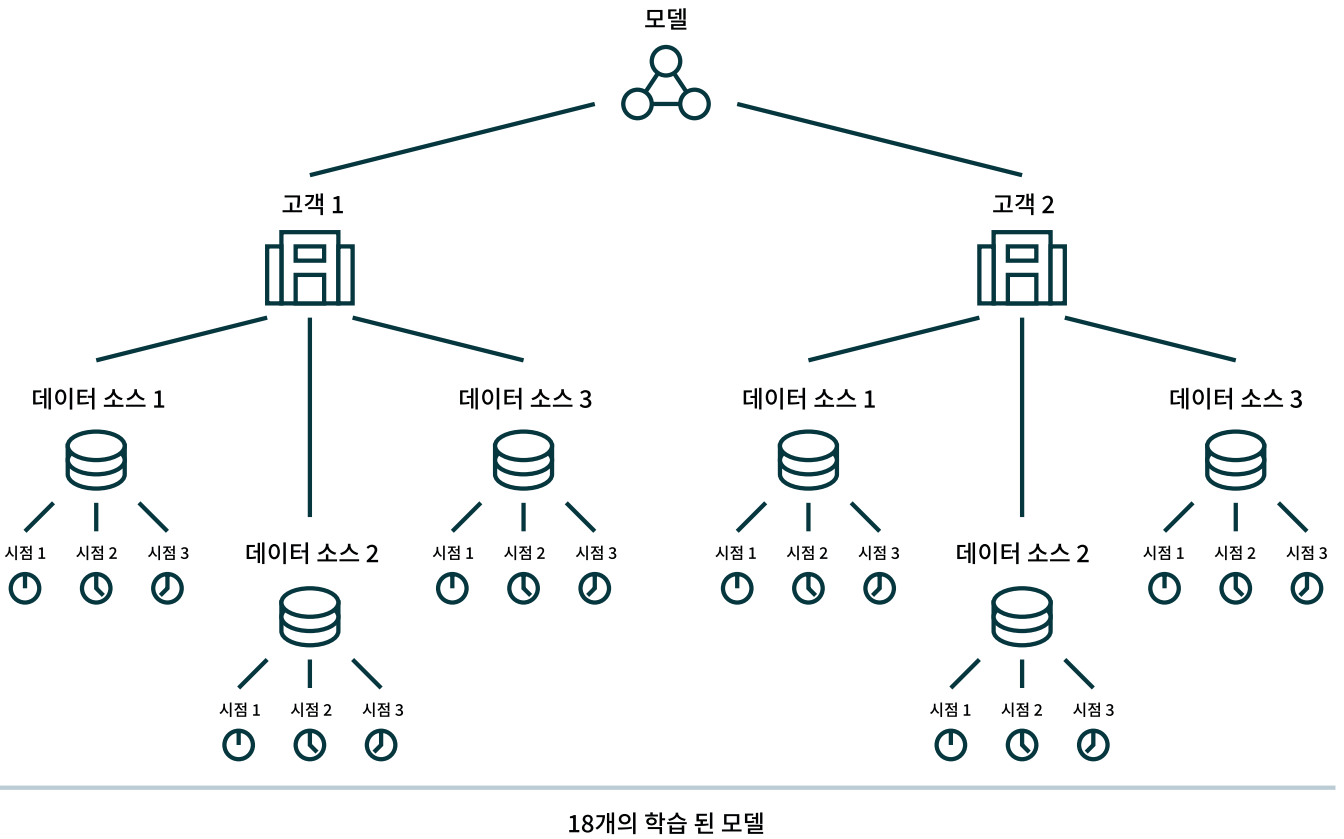 모델
고객 1
고객 2
데이터 소스 1
데이터 소스 3
데이터 소스 1
데이터 소스 3
시점 1
시점 2
시점 3
데이터 소스 2
시점 1
시점 2
시점 3
시점 1
시점 2
시점 3
데이터 소스 2
시점 1
시점 2
시점 3
시점 1
시점 2
시점 3
시점 1
시점 2
시점 3
18개의 학습 된 모델